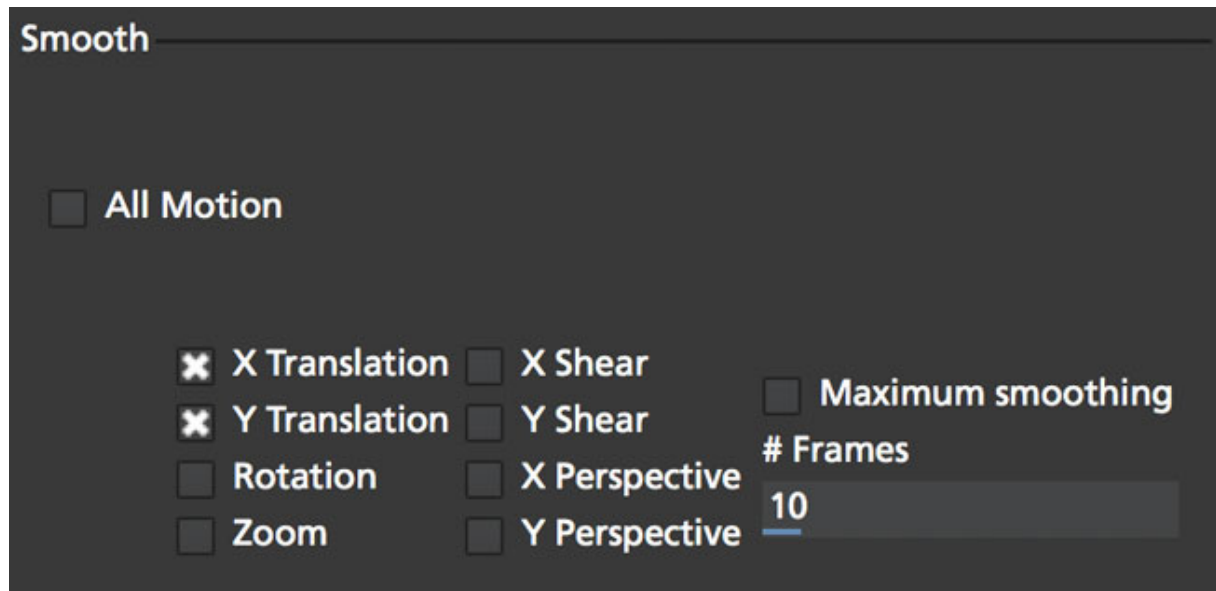 Smooth
All Motion
X Translation
Y Translation
Rotation
Zoom
X Shear
Y Shear
X Perspective
Y Perspective
Maximum smoothing
# Frames
10